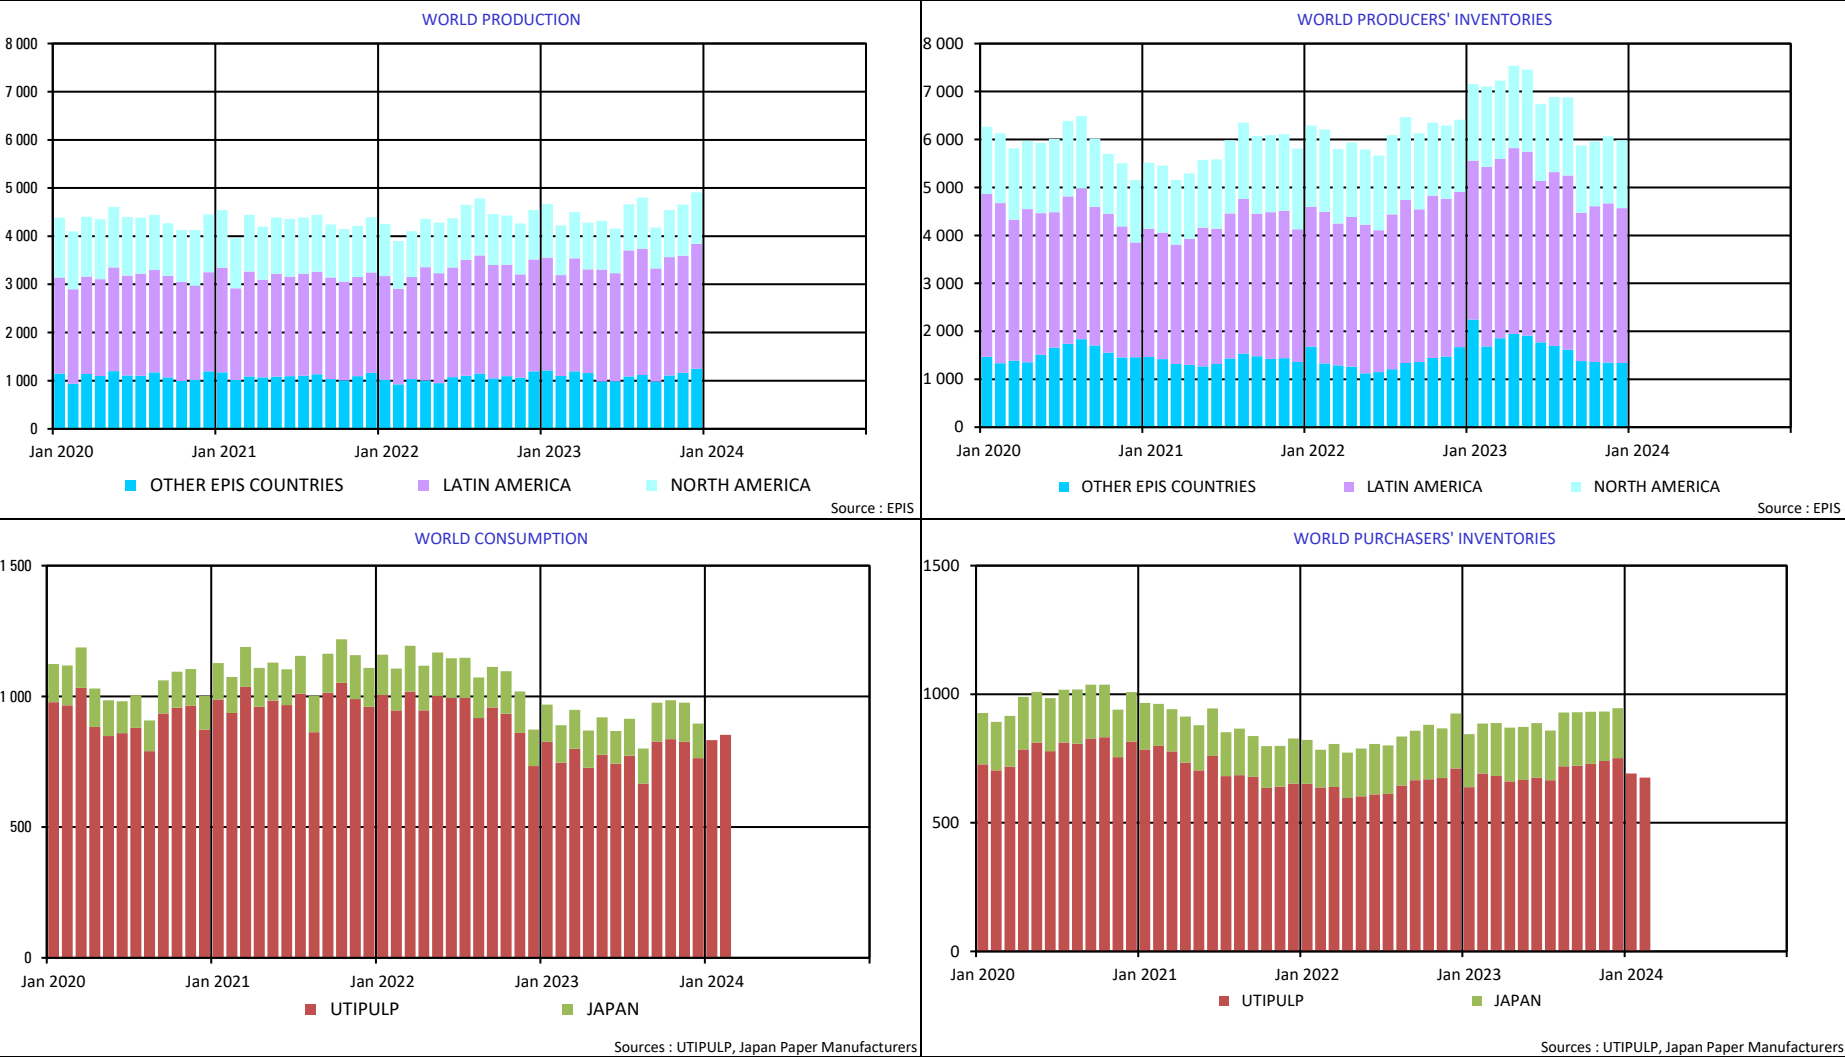 WORLD PRODUCTION
8 000
7 000
6 000
5 000
4 000
3 000
2 000
1 000
0
Jan 2020 Jan 2021 Jan 2022 Jan 2023 Jan 2024
OTHER EPIS COUNTRIES LATIN AMERICA NORTH AMERICA
Source : EPIS
WORLD PRODUCERS' INVENTORIES
8 000
7 000
6 000
5 000
4 000
3 000
2 000
1 000
0
Jan 2020 Jan 2021 Jan 2022 Jan 2023 Jan 2024
OTHER EPIS COUNTRIES LATIN AMERICA NORTH AMERICA
Source : EPIS
WORLD CONSUMPTION
1 500
1 000
500
0
Jan 2020 Jan 2021 Jan 2022 Jan 2023 Jan 2024
UTIPULP JAPAN
Sources : UTIPULP, Japan Paper Manufacturers
WORLD PURCHASERS' INVENTORIES
1500
1000
500
0
Jan 2020 Jan 2021 Jan 2022 Jan 2023 Jan 2024
UTIPULP JAPAN
Sources : UTIPULP, Japan Paper Manufacturers